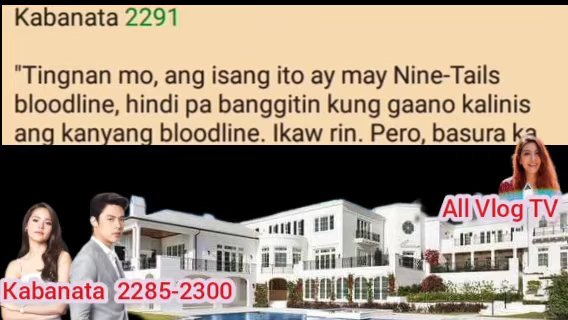 Kabanata 2291
"Tingnan mo, ang isang ito ay may Nine-Tails
bloodline, hindi pa banggitin kung gaano kalinis
ang kanyang bloodline. Ikaw rin. Pero, basura ka
All Vlog TV
Kabanata 2285-2300